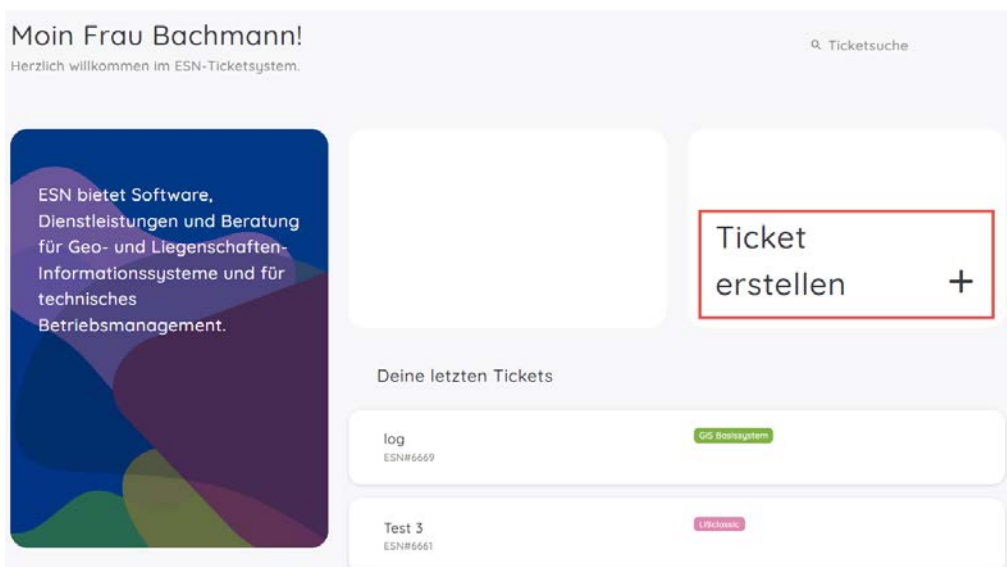 Moin Frau Bachmann!
Herzlich willkommen im ESN-Ticketsystem.
Ticketsuche
ESN bietet Software,
Dienstleistungen und Beratung
für Geo- und Liegenschaften-
Informationssysteme und für
technisches
Betriebsmanagement.
Ticket
erstellen +
Deine letzten Tickets
log
ESN#6669
GIS Basissystem
Test 3
ESN#6661
LISclassic